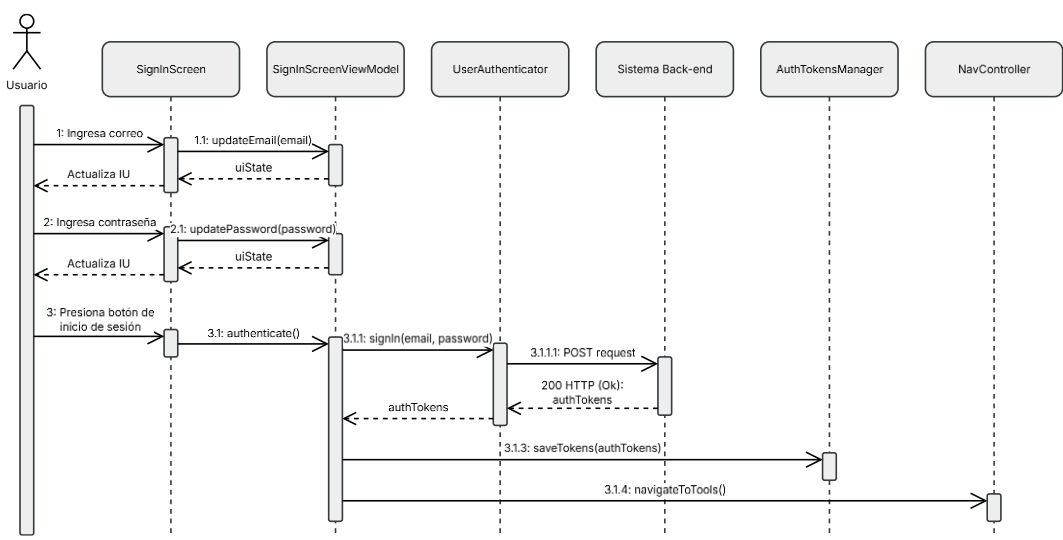 Usuario
SignInScreen
SignInScreenViewModel
UserAuthenticator
Sistema Back-end
AuthTokensManager
NavController
1: Ingresa correo
1.1: updateEmail(email)
uiState
Actualiza IU
2: Ingresa contraseña
2.1: updatePassword(password)
uiState
Actualiza IU
3: Presiona botón de
inicio de sesión
3.1: authenticate()
3.1.1: signIn(email, password)
3.1.1.1: POST request
200 HTTP (Ok):
authTokens
authTokens
3.1.3: saveTokens(authTokens)
3.1.4: navigateToTools()